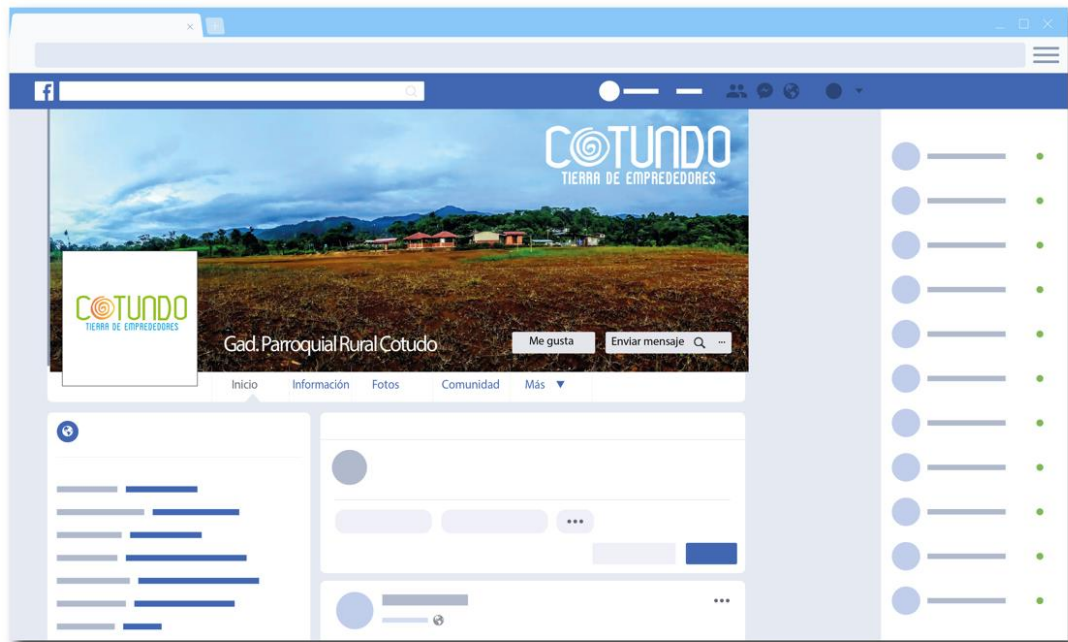 f
COTUNDO
TIERRA DE EMPREDEDORES
COTUNDO
TIERRA DE EMPREDEDORES
Gad. Parroquial Rural Cotudo
Me gusta
Enviar mensaje
Inicio Información Fotos Comunidad Más